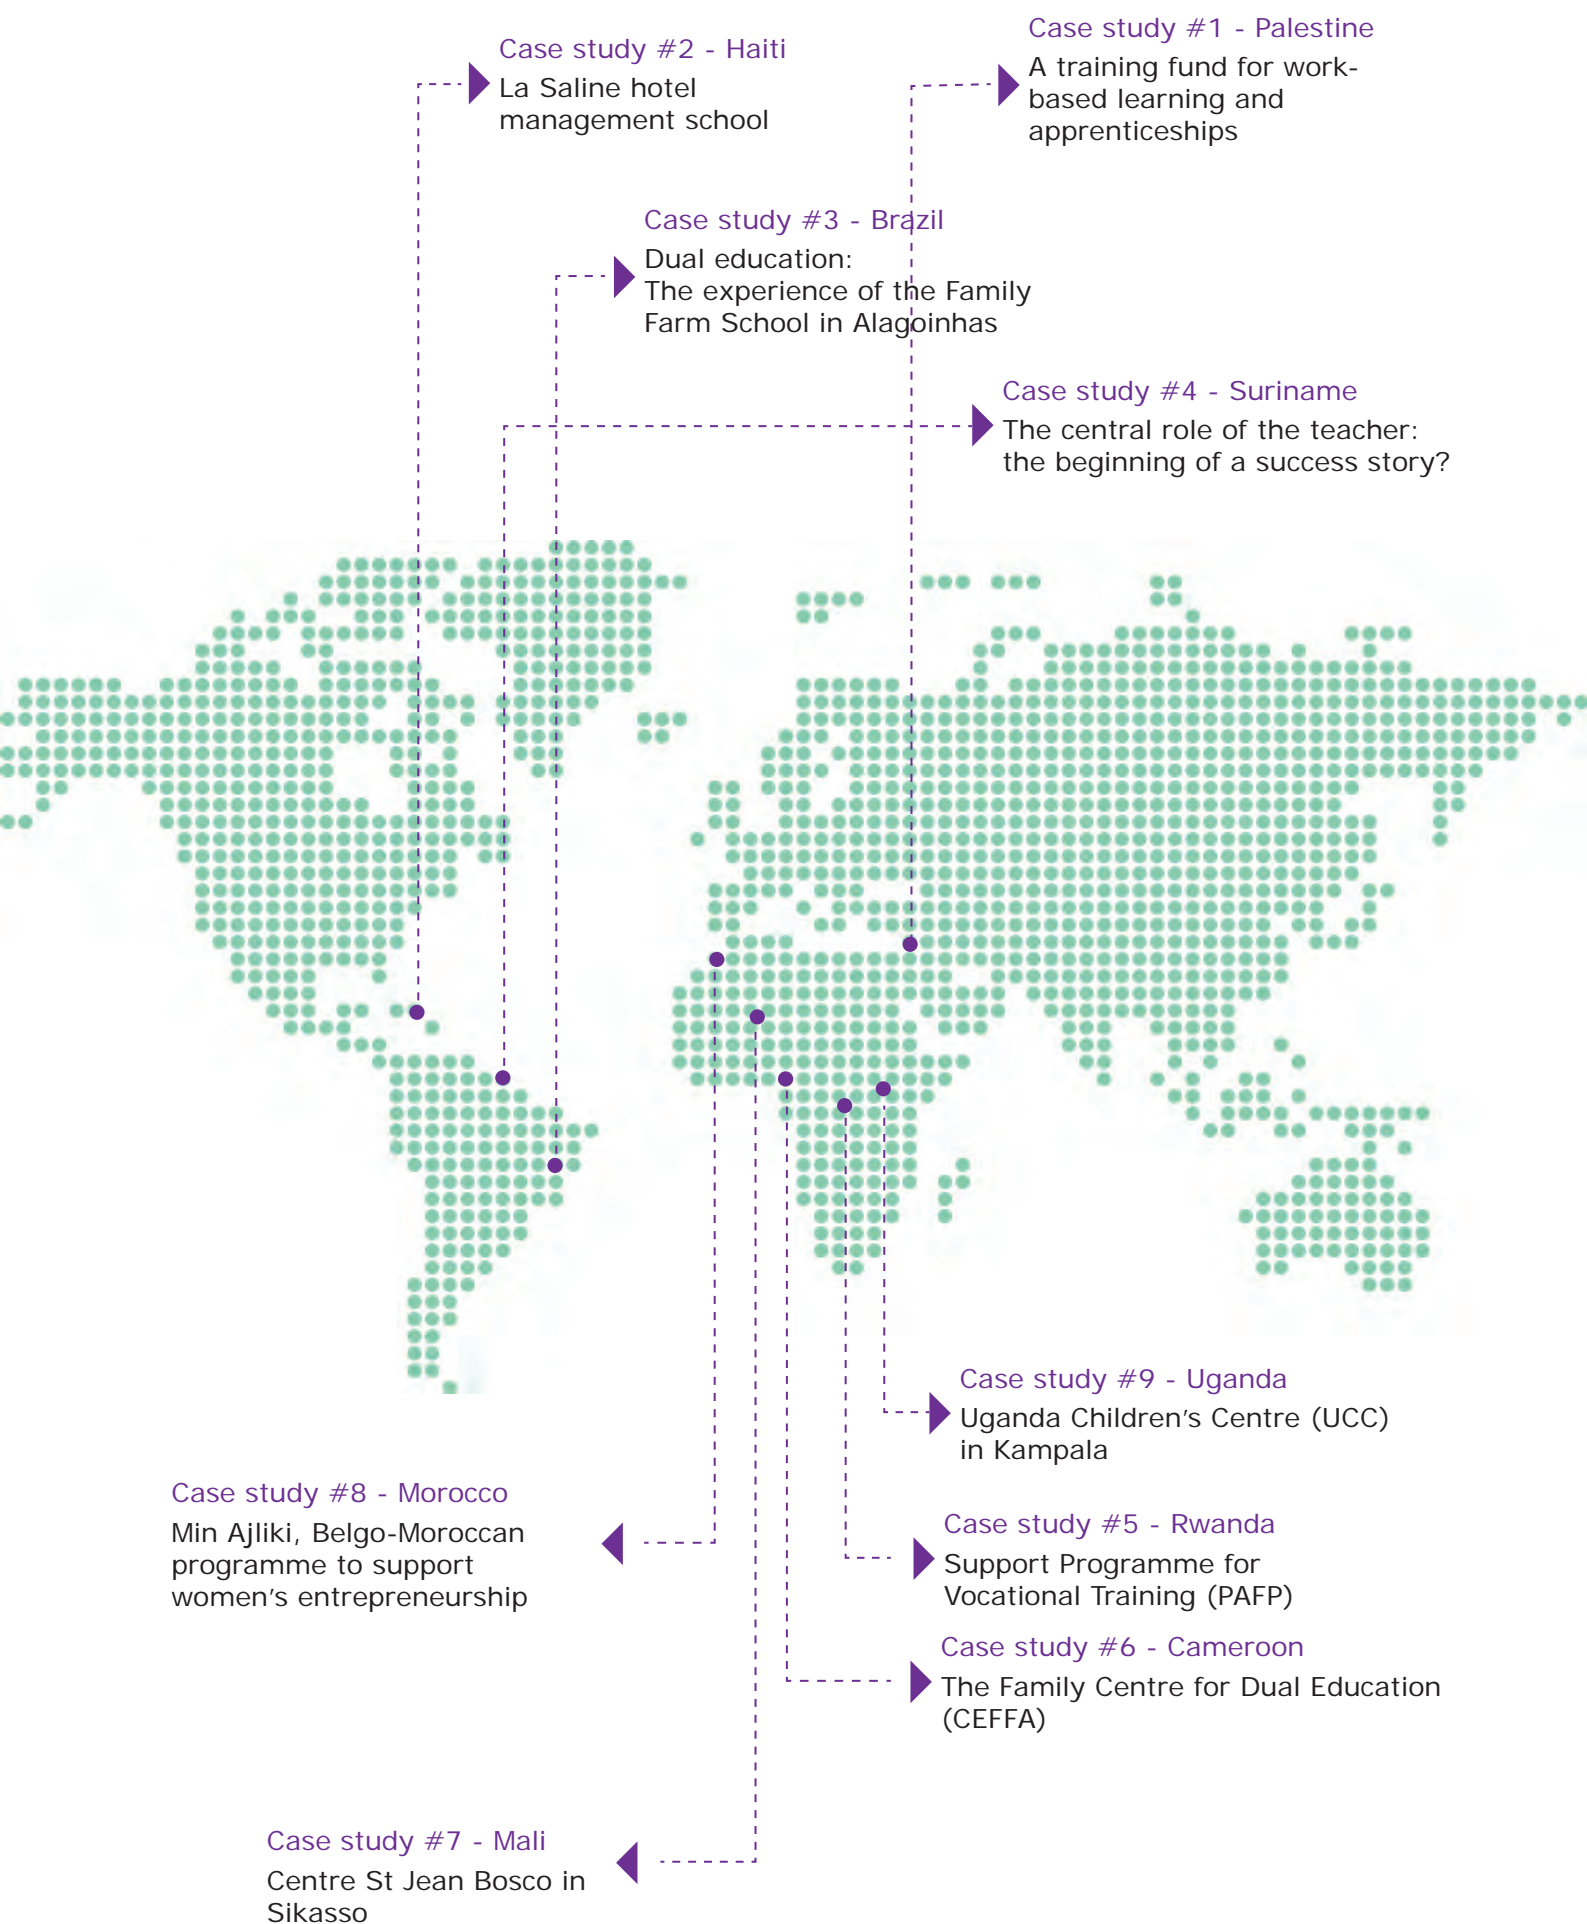 Case study #1 - Palestine
A training fund for work-
based learning and
apprenticeships
Case study #2 - Haiti
La Saline hotel
management school
Case study #3 - Brazil
Dual education:
The experience of the Family
Farm School in Alagoinhas
Case study #4 - Suriname
The central role of the teacher:
the beginning of a success story?
Case study #9 - Uganda
Uganda Children’s Centre (UCC)
in Kampala
Case study #8 - Morocco
Min Ajliki, Belgo-Moroccan
programme to support
women’s entrepreneurship
Case study #5 - Rwanda
Support Programme for
Vocational Training (PAFP)
Case study #6 - Cameroon
The Family Centre for Dual Education
(CEFFA)
Case study #7 - Mali
Centre St Jean Bosco in
Sikasso